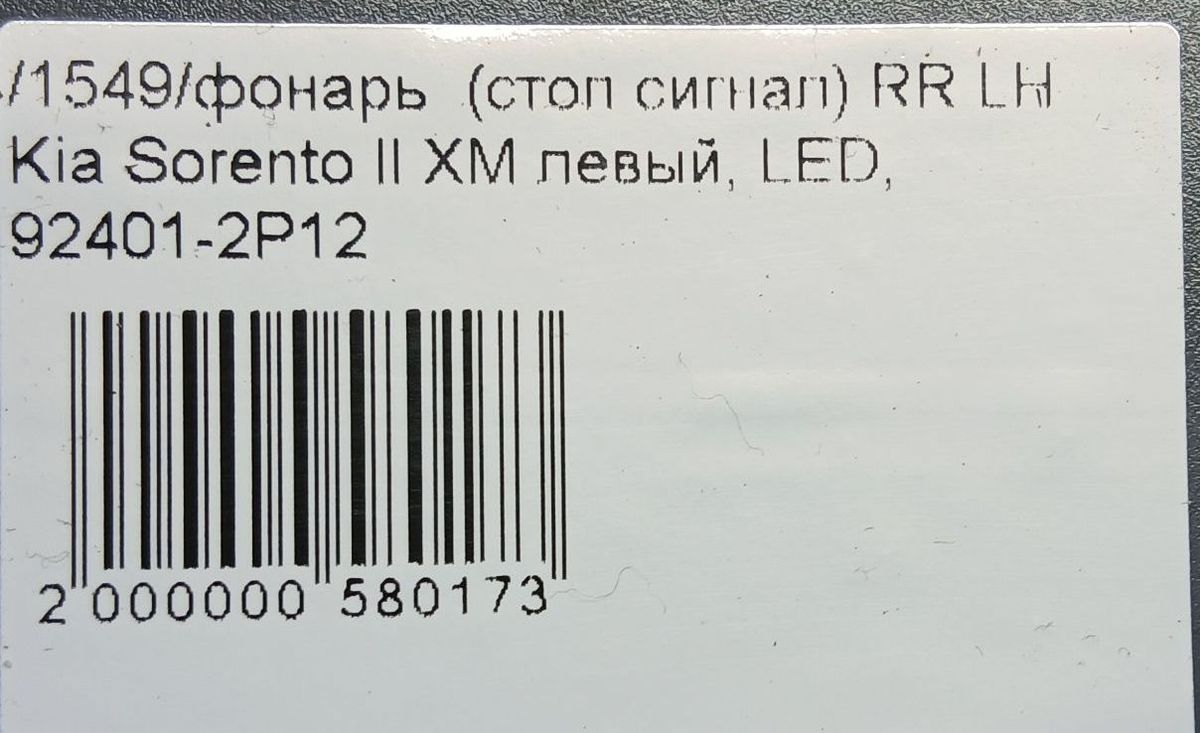 /1549/фонарь (стоп сигнал) RR LH
Kia Sorento II XM левый, LED,
92401-2P12
2 000000 580173